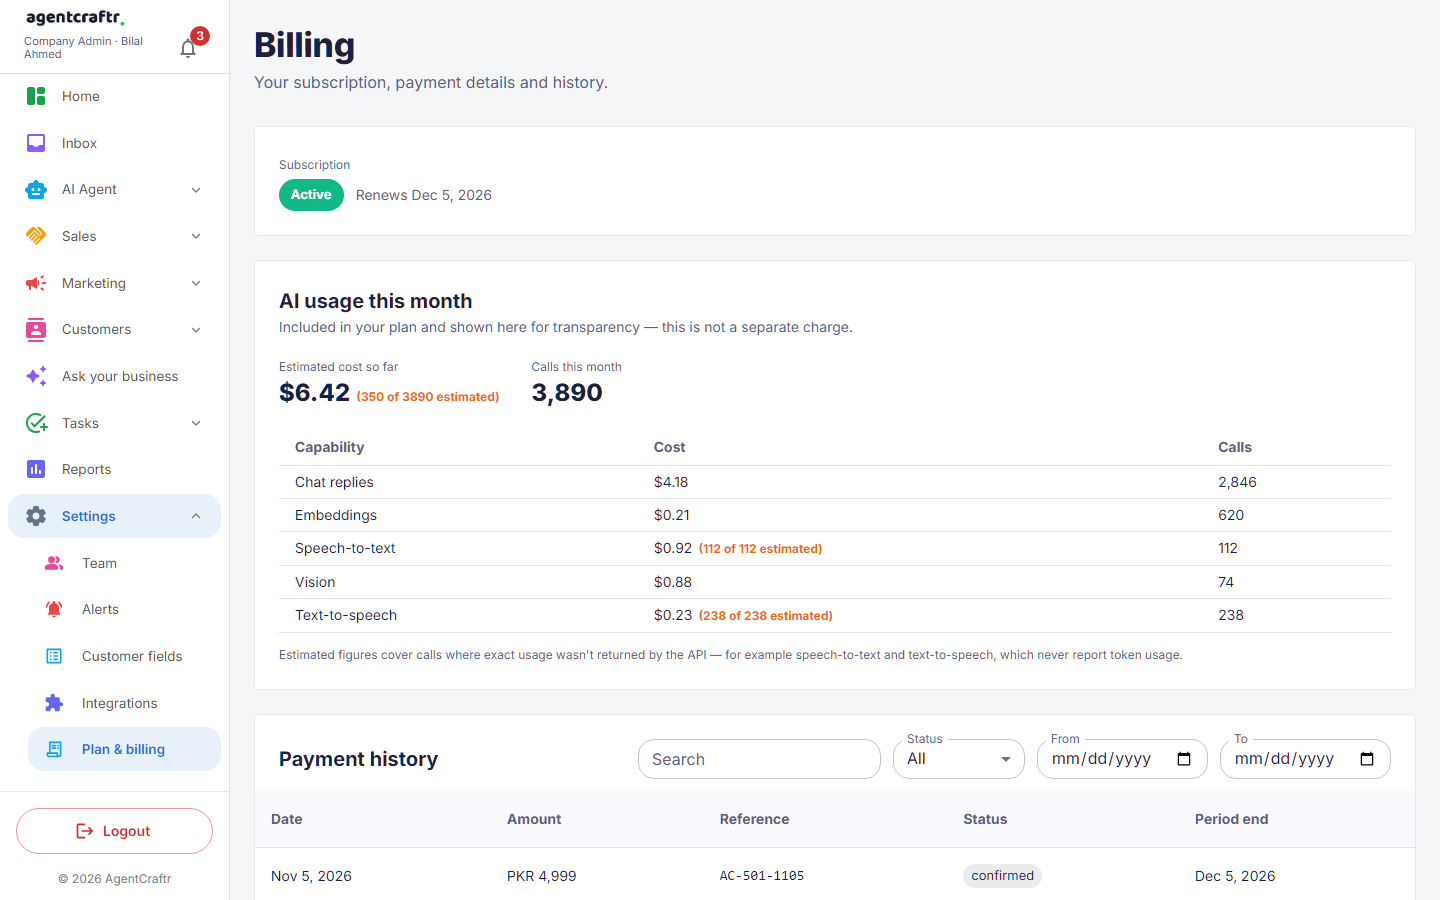 agentcraftr.
Company Admin · Bilal
Ahmed
3
Home
Inbox
AI Agent
Sales
Marketing
Customers
Ask your business
Tasks
Reports
Settings
Team
Alerts
Customer fields
Integrations
Plan & billing
Logout
© 2026 AgentCraftr
Billing
Your subscription, payment details and history.
Subscription
Active Renews Dec 5, 2026
AI usage this month
Included in your plan and shown here for transparency — this is not a separate charge.
Estimated cost so far Calls this month
$6.42 (350 of 3890 estimated) 3,890
Capability Cost Calls
Chat replies $4.18 2,846
Embeddings $0.21 620
Speech-to-text $0.92 (112 of 112 estimated) 112
Vision $0.88 74
Text-to-speech $0.23 (238 of 238 estimated) 238
Estimated figures cover calls where exact usage wasn't returned by the API — for example speech-to-text and text-to-speech, which never report token usage.
Status From To
Payment history Search All mm/dd/yyyy mm/dd/yyyy
Date Amount Reference Status Period end
Nov 5, 2026 PKR 4,999 AC-501-1105 confirmed Dec 5, 2026